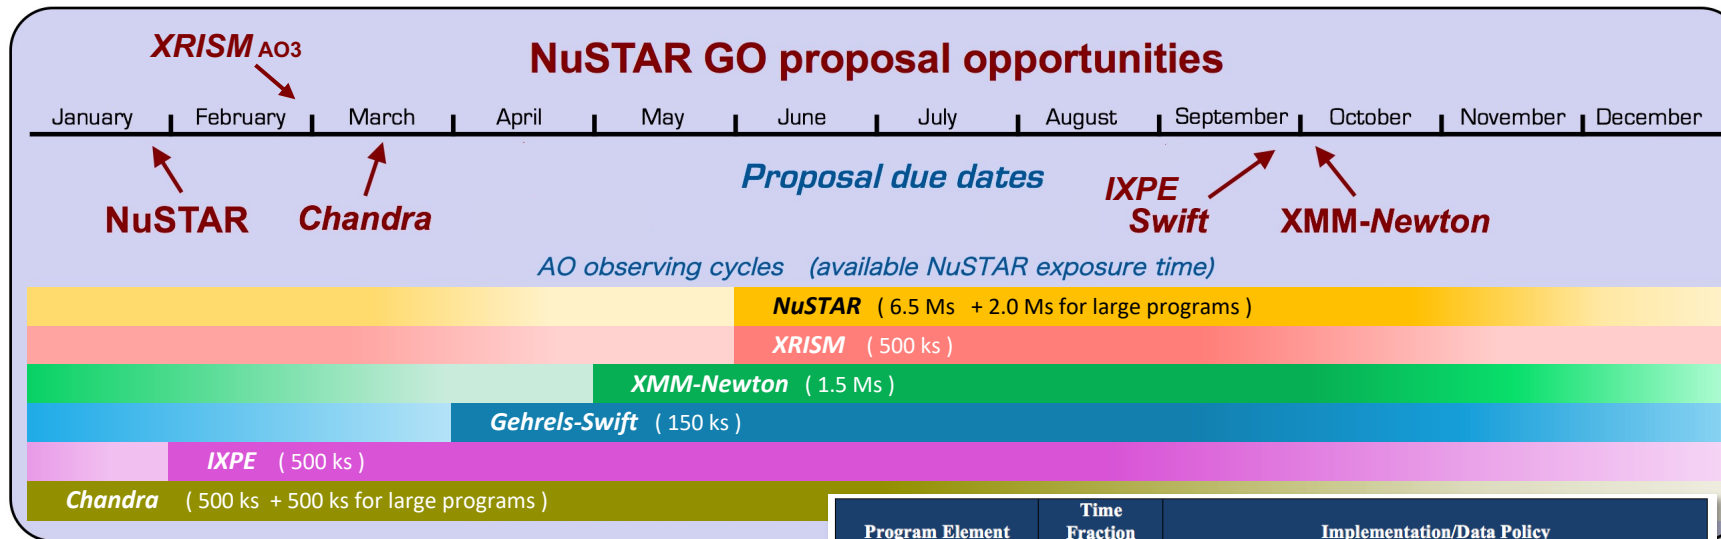 XRISM AO3
NuSTAR GO proposal opportunities
January February March April May June July August September October November December
Proposal due dates
NuSTAR
Chandra
IXPE
Swift
XMM-Newton
AO observing cycles (available NuSTAR exposure time)
NuSTAR ( 6.5 Ms + 2.0 Ms for large programs )
XRISM ( 500 ks )
XMM-Newton ( 1.5 Ms )
Gehrels-Swift ( 150 ks )
IXPE ( 500 ks )
Chandra ( 500 ks + 500 ks for large programs )
Time
Program Element Fraction Implementation/Data Policy